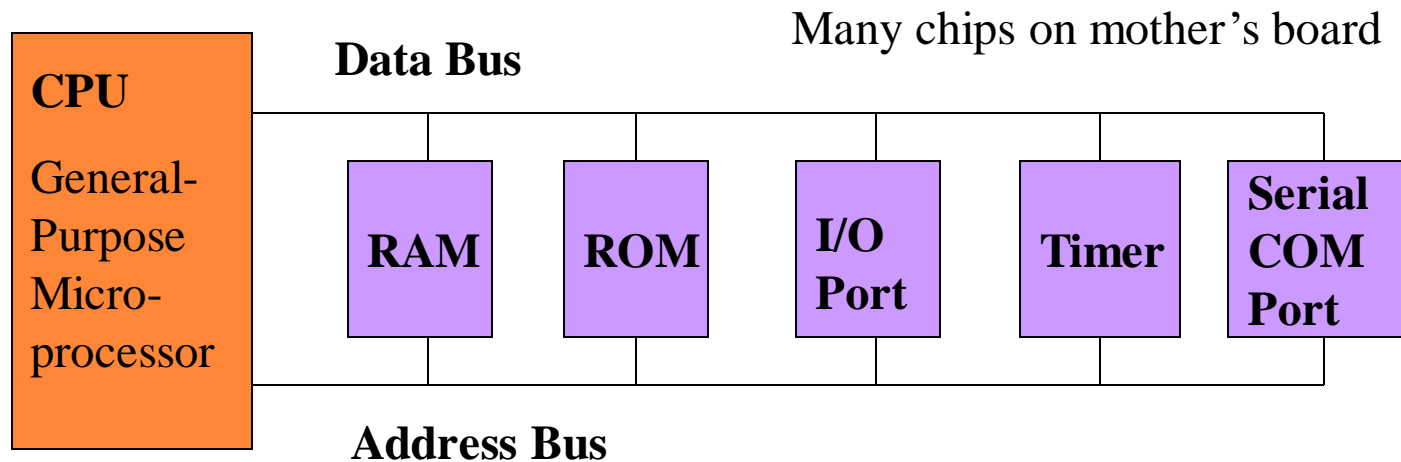 Many chips on mother’s board
Data Bus
CPU
General-
Purpose
Micro-
processor
RAM
ROM
I/O
Port
Timer
Serial
COM
Port
Address Bus